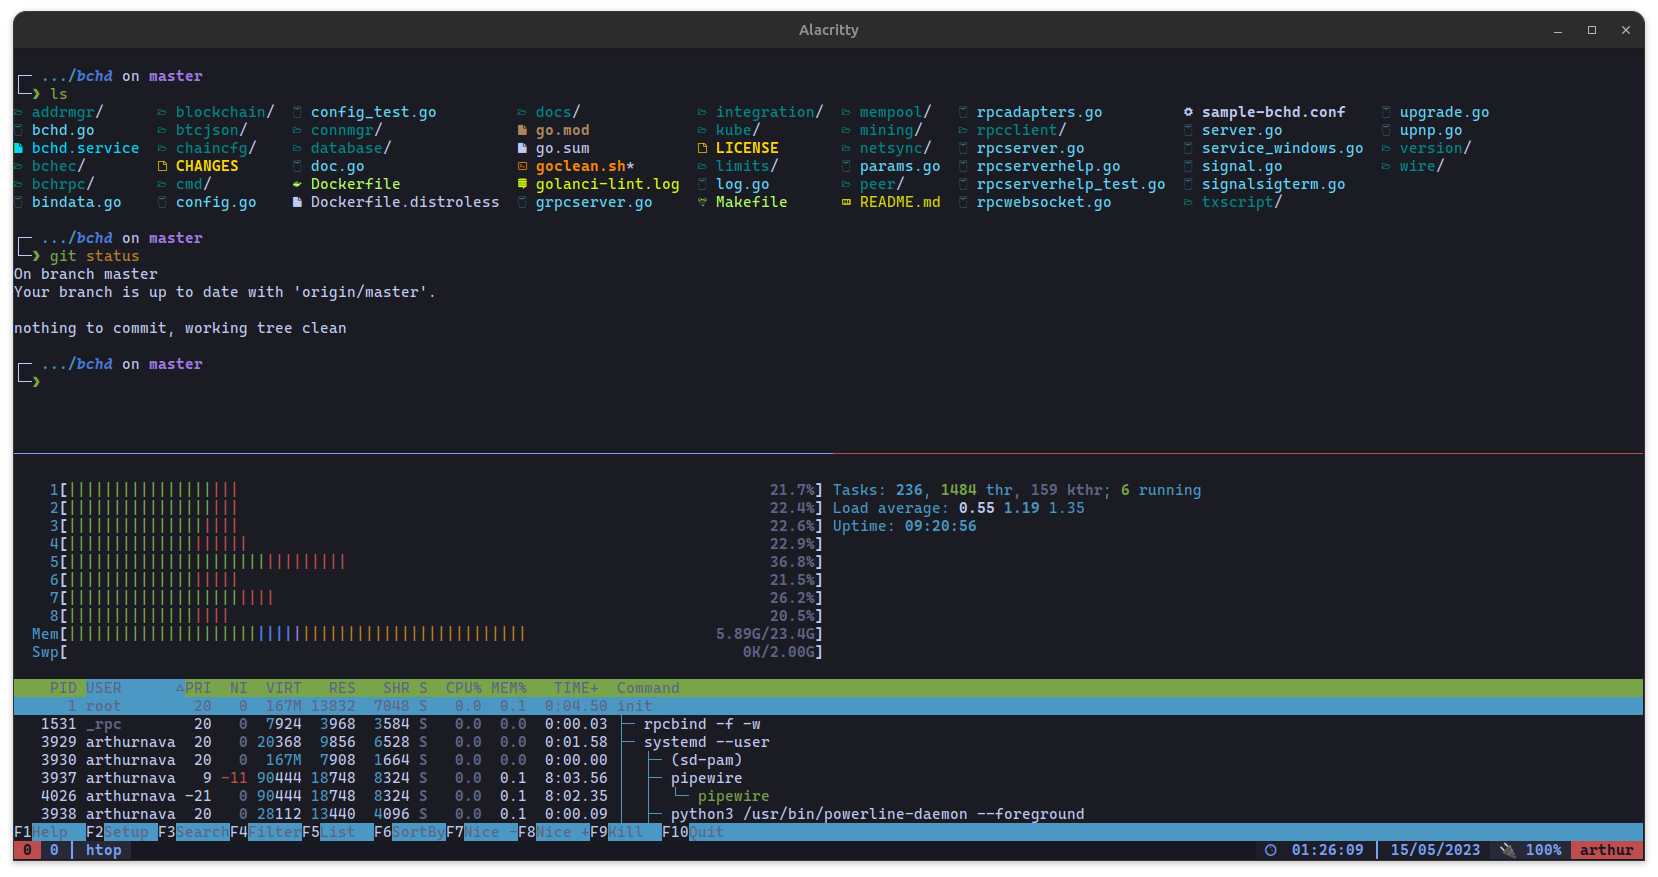 Alacritty
.../bchd on master
❯ ls
addrmgr/ blockchain/ config_test.go docs/ integration/ mempool/ rpcadapters.go sample-bchd.conf upgrade.go
bchd.go btcjson/ connmgr/ go.mod kube/ mining/ rpcclient/ server.go upnp.go
bchd.service chaincfg/ database/ go.sum LICENSE netsync/ rpcserver.go service_windows.go version/
bchec/ CHANGES doc.go goclean.sh* limits/ params.go rpcserverhelp.go signal.go wire/
bchrpc/ cmd/ Dockerfile golanci-lint.log log.go peer/ rpcserverhelp_test.go signalsigterm.go
bindata.go config.go Dockerfile.distroless grpcserver.go Makefile README.md rpcwebsocket.go txscript/
.../bchd on master
❯ git status
On branch master
Your branch is up to date with 'origin/master'.
nothing to commit, working tree clean
.../bchd on master
❯
1[||||||||||||||||||| 21.7%] Tasks: 236, 1484 thr, 159 kthr; 6 running
2[||||||||||||||||||| 22.4%] Load average: 0.55 1.19 1.35
3[||||||||||||||||||| 22.6%] Uptime: 09:20:56
4[|||||||||||||||||||| 22.9%]
5[||||||||||||||||||||||||||||||| 36.8%]
6[||||||||||||||||||| 21.5%]
7[||||||||||||||||||||||| 26.2%]
8[|||||||||||||||||| 20.5%]
Mem[||||||||||||||||||||||||||||||||||||||||||||||||||| 5.89G/23.4G]
Swp[ 0K/2.00G]
PID USER △PRI NI VIRT RES SHR S CPU% MEM% TIME+ Command
1 root 20 0 167M 13832 7048 S 0.0 0.1 0:04.50 init
1531 _rpc 20 0 7924 3968 3584 S 0.0 0.0 0:00.03 ├─ rpcbind -f -w
3929 arthurnava 20 0 20368 9856 6528 S 0.0 0.0 0:01.58 ├─ systemd --user
3930 arthurnava 20 0 167M 7908 1664 S 0.0 0.0 0:00.00 │ ├─ (sd-pam)
3937 arthurnava 9 -11 90444 18748 8324 S 0.0 0.1 8:03.56 │ ├─ pipewire
4026 arthurnava -21 0 90444 18748 8324 S 0.0 0.1 8:02.35 │ │ └─ pipewire
3938 arthurnava 20 0 28112 13440 4096 S 0.0 0.1 0:00.09 │ ├─ python3 /usr/bin/powerline-daemon --foreground
F1Help F2Setup F3SearchF4FilterF5List F6SortByF7Nice -F8Nice +F9Kill F10Quit
0 0 htop 01:26:09 15/05/2023 100% arthur